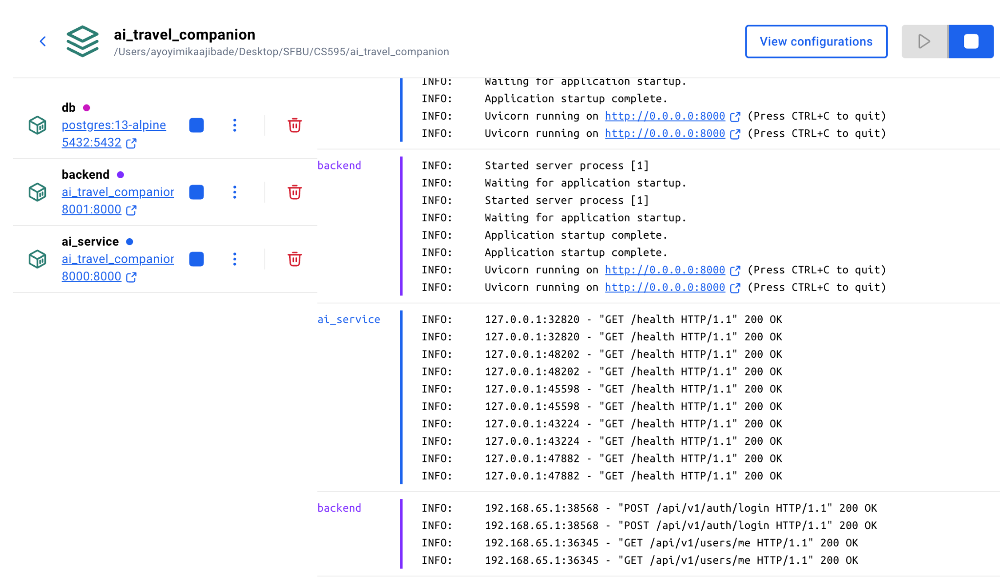 ai_travel_companion
/Users/ayoyimikaajibade/Desktop/SFBU/CS595/ai_travel_companion
View configurations
db
postgres:13-alpine
5432:5432
backend
ai_travel_companion
8001:8000
ai_service
ai_travel_companion
8000:8000
INFO: Waiting for application startup.
INFO: Application startup complete.
INFO: Uvicorn running on http://0.0.0.0:8000 (Press CTRL+C to quit)
INFO: Uvicorn running on http://0.0.0.0:8000 (Press CTRL+C to quit)
backend
INFO: Started server process [1]
INFO: Waiting for application startup.
INFO: Started server process [1]
INFO: Waiting for application startup.
INFO: Application startup complete.
INFO: Application startup complete.
INFO: Uvicorn running on http://0.0.0.0:8000 (Press CTRL+C to quit)
INFO: Uvicorn running on http://0.0.0.0:8000 (Press CTRL+C to quit)
ai_service
INFO: 127.0.0.1:32820 - "GET /health HTTP/1.1" 200 OK
INFO: 127.0.0.1:32820 - "GET /health HTTP/1.1" 200 OK
INFO: 127.0.0.1:48202 - "GET /health HTTP/1.1" 200 OK
INFO: 127.0.0.1:48202 - "GET /health HTTP/1.1" 200 OK
INFO: 127.0.0.1:45598 - "GET /health HTTP/1.1" 200 OK
INFO: 127.0.0.1:45598 - "GET /health HTTP/1.1" 200 OK
INFO: 127.0.0.1:43224 - "GET /health HTTP/1.1" 200 OK
INFO: 127.0.0.1:43224 - "GET /health HTTP/1.1" 200 OK
INFO: 127.0.0.1:47882 - "GET /health HTTP/1.1" 200 OK
INFO: 127.0.0.1:47882 - "GET /health HTTP/1.1" 200 OK
backend
INFO: 192.168.65.1:38568 - "POST /api/v1/auth/login HTTP/1.1" 200 OK
INFO: 192.168.65.1:38568 - "POST /api/v1/auth/login HTTP/1.1" 200 OK
INFO: 192.168.65.1:36345 - "GET /api/v1/users/me HTTP/1.1" 200 OK
INFO: 192.168.65.1:36345 - "GET /api/v1/users/me HTTP/1.1" 200 OK